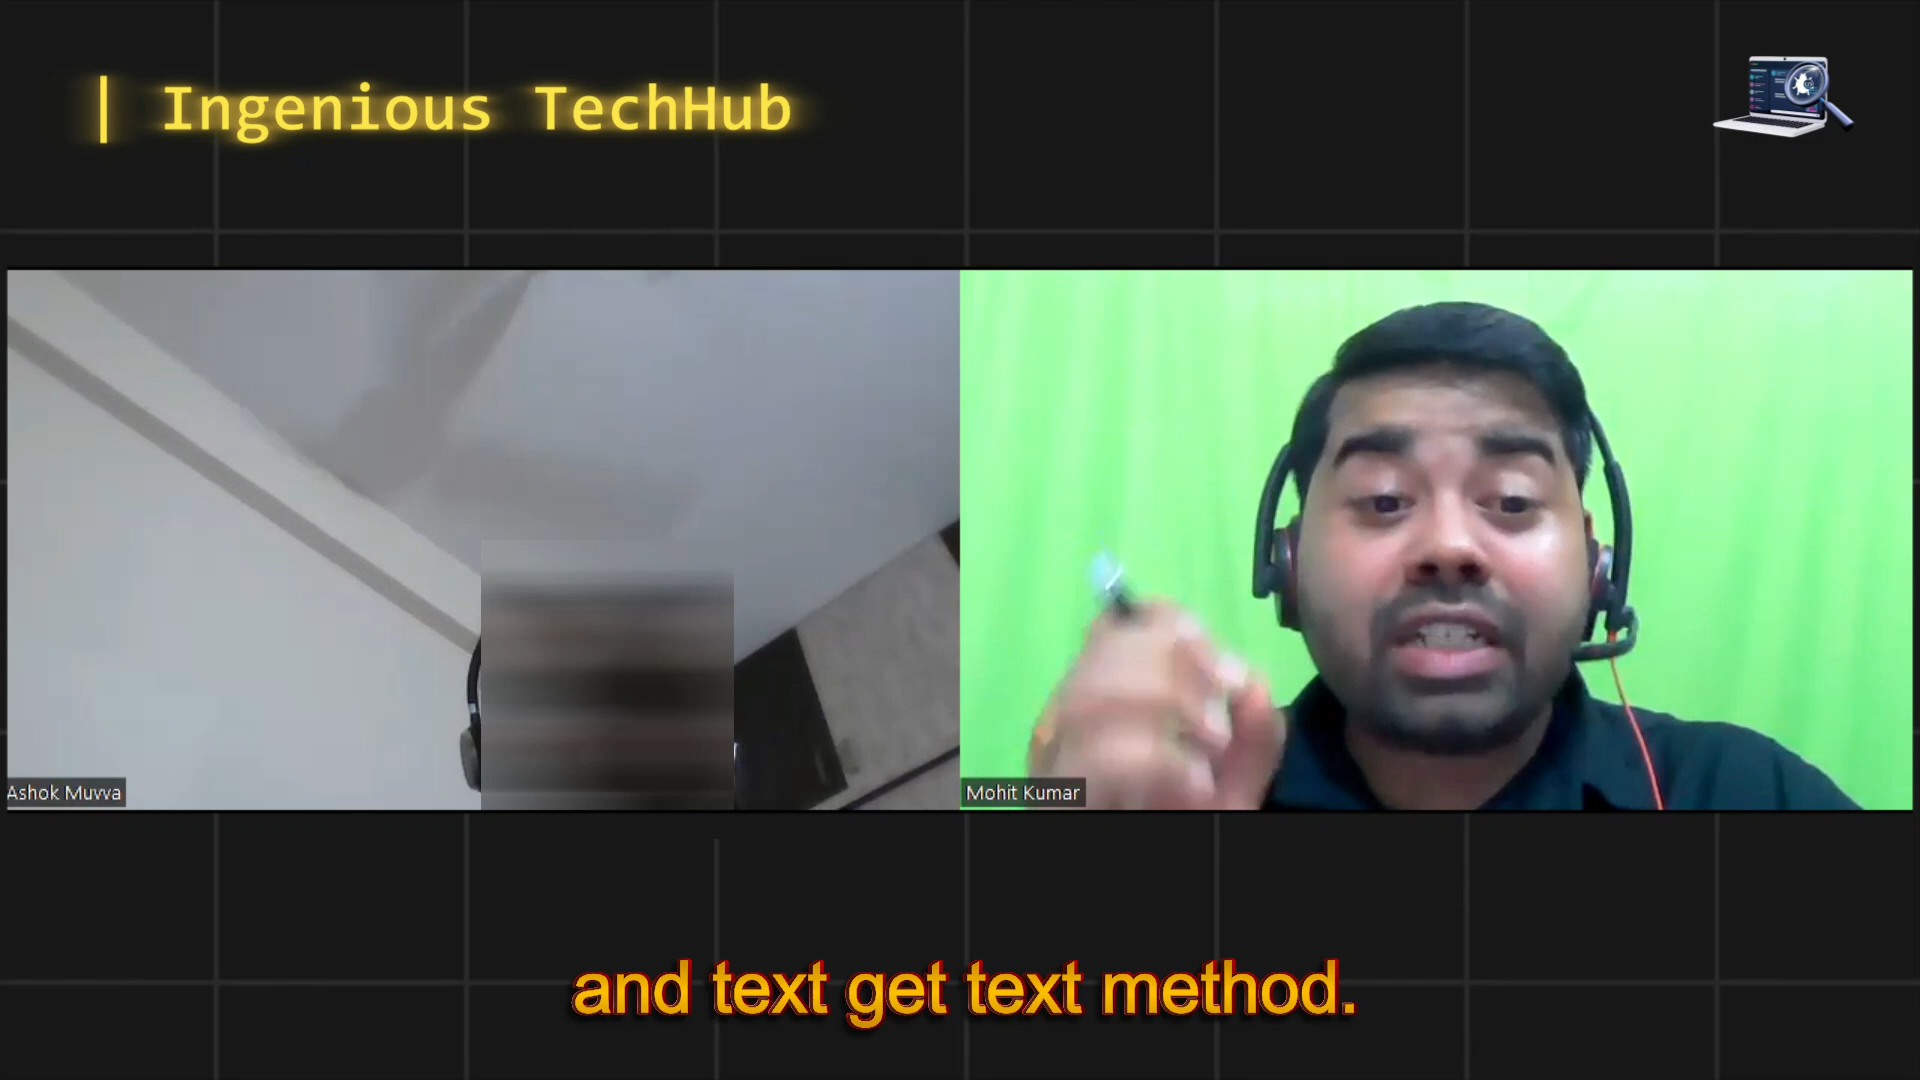 | Ingenious TechHub
Ashok Muvva
Mohit Kumar
and text get text method.